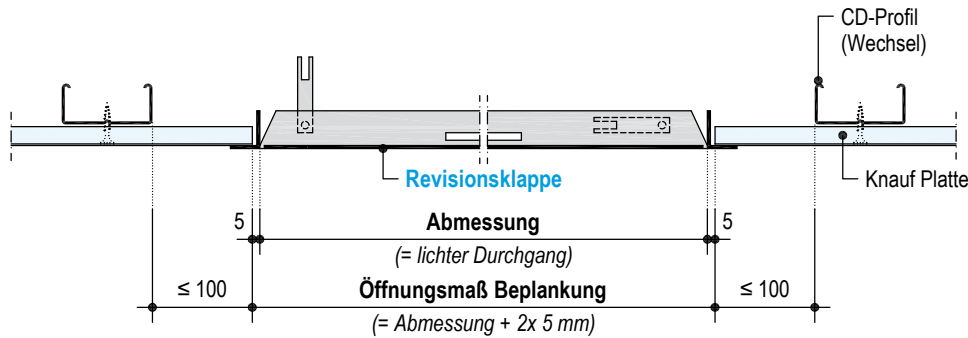 CD-Profil
(Wechsel)
Revisionsklappe
Knauf Platte
5
Abmessung
5
(= lichter Durchgang)
≤ 100
Öffnungsmaß Beplankung
≤ 100
(= Abmessung + 2x 5 mm)